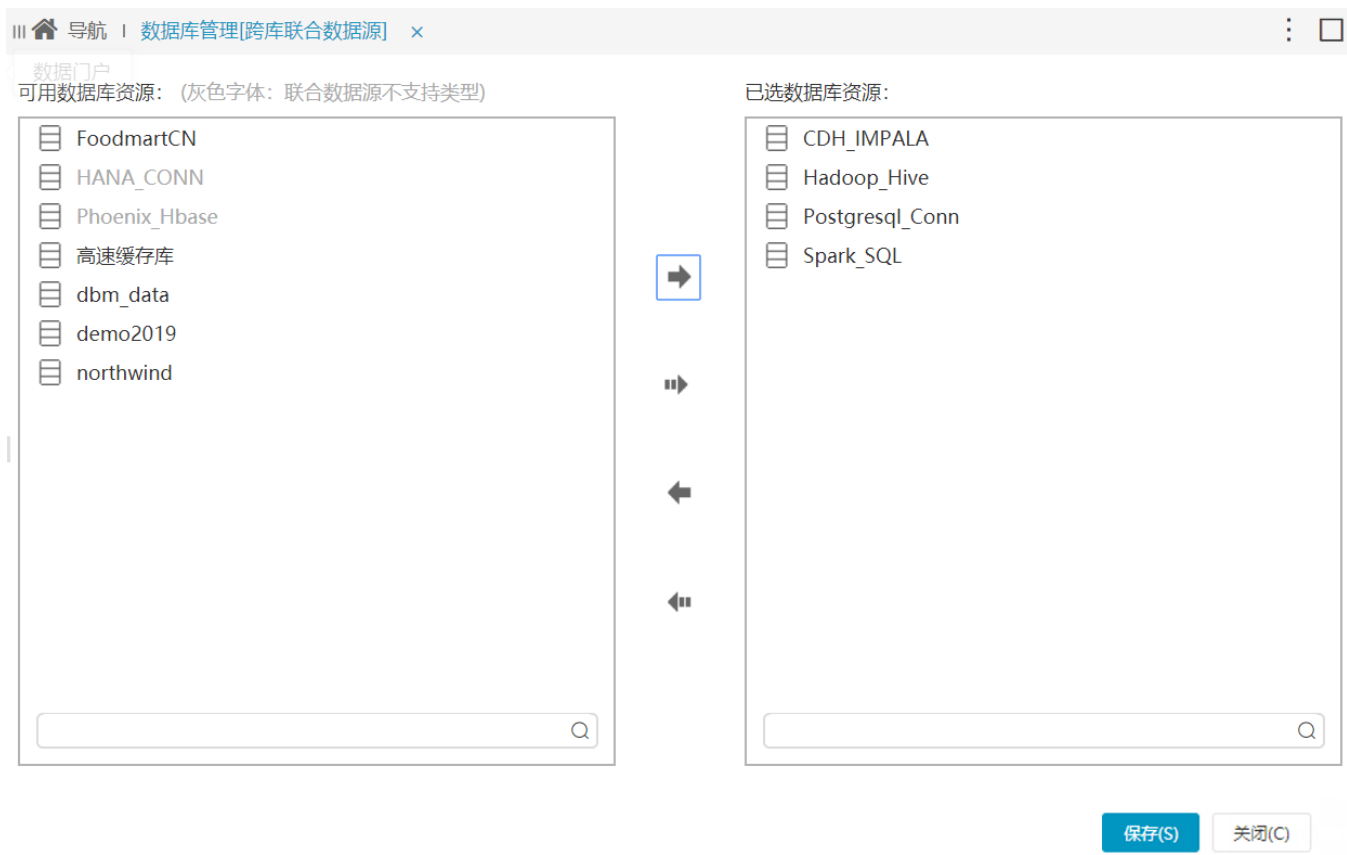 导航 数据库管理[跨库联合数据源] ×
数据门户
可用数据库资源： (灰色字体：联合数据源不支持类型)
FoodmartCN
HANA_CONN
Phoenix_Hbase
高速缓存库
dbm_data
demo2019
northwind
已选数据库资源：
CDH_IMPALA
Hadoop_Hive
Postgresql_Conn
Spark_SQL
保存(S) 关闭(C)